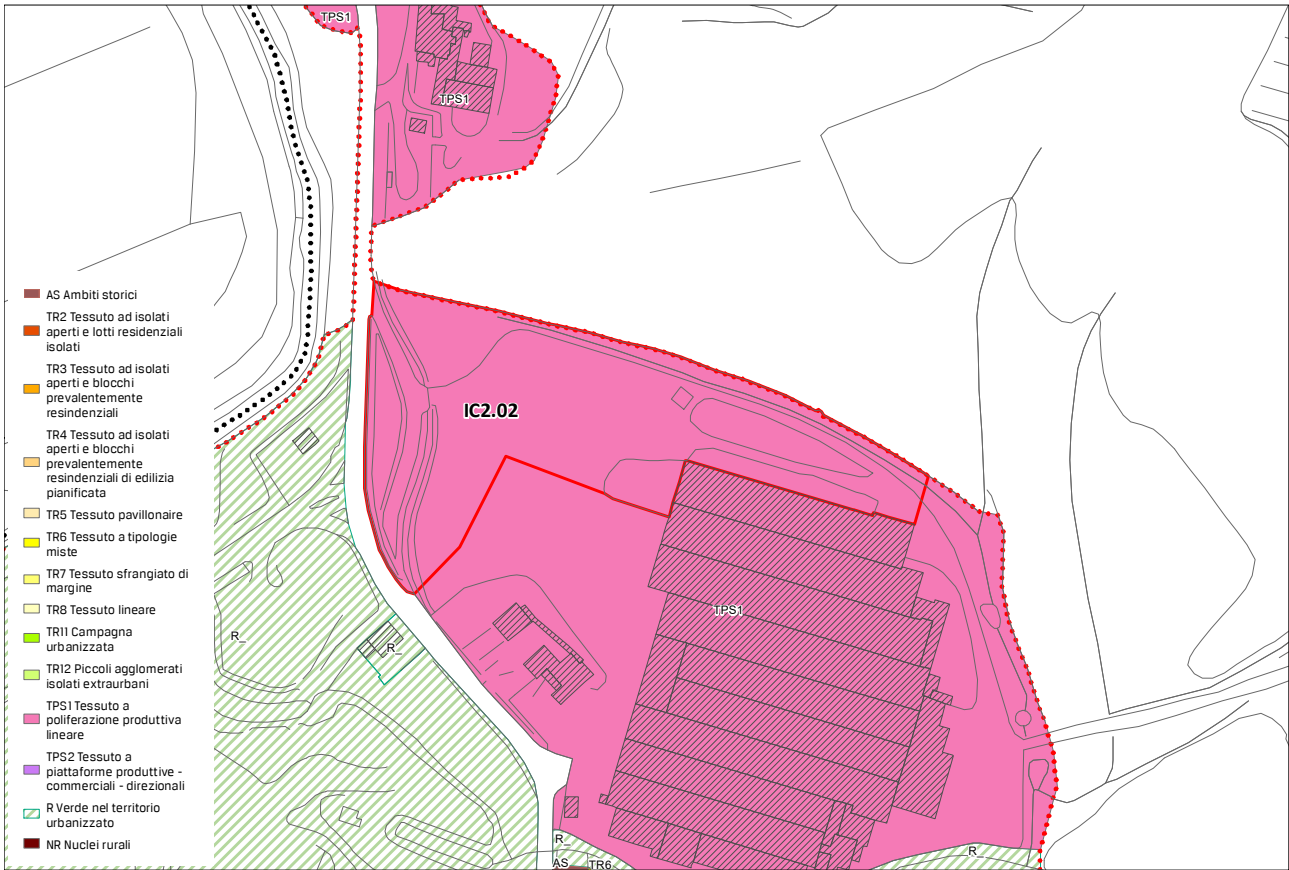 TPS1
TPS1
IC2.02
TPS1
R_
R_
R_
R_
AS
TR6
AS Ambiti storici
TR2 Tessuto ad isolati
aperti e lotti residenziali
isolati
TR3 Tessuto ad isolati
aperti e blocchi
prevalentemente
resindenziali
TR4 Tessuto ad isolati
aperti e blocchi
prevalentemente
residenziali di edilizia
pianificata
TR5 Tessuto pavillonaire
TR6 Tessuto a tipologie
miste
TR7 Tessuto sfrangiato di
margine
TR8 Tessuto lineare
TR11 Campagna
urbanizzata
TR12 Piccoli agglomerati
isolati extraurbani
TPS1 Tessuto a
poliferazione produttiva
lineare
TPS2 Tessuto a
piattaforme produttive -
commerciali - direzionali
R Verde nel territorio
urbanizzato
NR Nuclei rurali